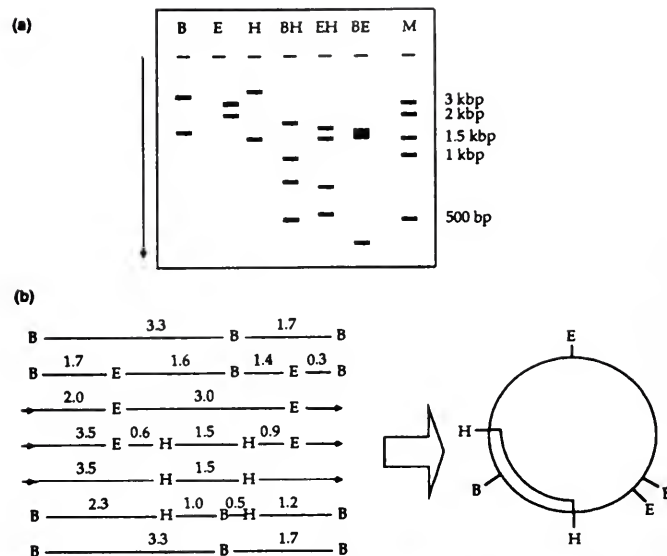 (a)
B E H BH EH BE M
3 kbp
2 kbp
1.5 kbp
1 kbp
500 bp
(b)
3.3 1.7
B B B
1.7 1.6 1.4 0.3
B E B E B
2.0 3.0
E E
3.5 0.6 1.5 0.9
E H H E
3.5 1.5
H H
2.3 1.0 0.5 1.2
B H B H B
3.3 1.7
B B B
E
H
B
E
H